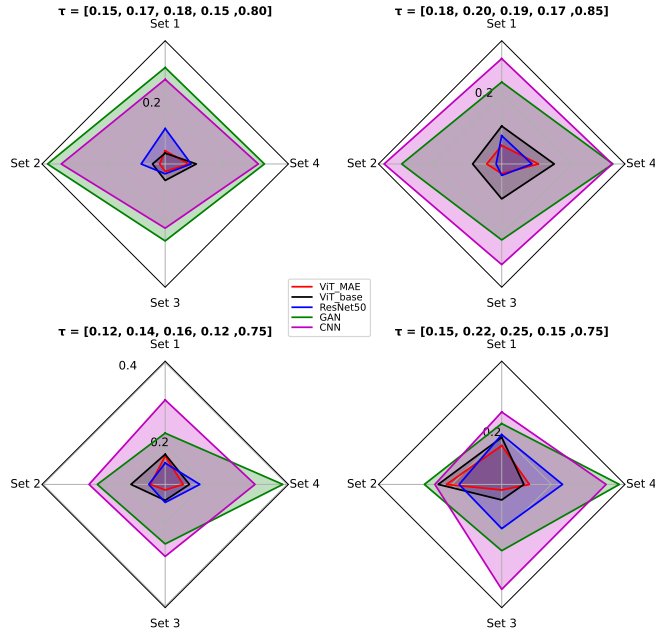 τ = [0.15, 0.17, 0.18, 0.15 ,0.80]
Set 1
0.2
Set 2
Set 4
Set 3
τ = [0.18, 0.20, 0.19, 0.17 ,0.85]
Set 1
0.2
Set 2
Set 4
Set 3
ViT_MAE
ViT_base
ResNet50
GAN
CNN
τ = [0.12, 0.14, 0.16, 0.12 ,0.75]
Set 1
0.4
0.2
Set 2
Set 4
Set 3
τ = [0.15, 0.22, 0.25, 0.15 ,0.75]
Set 1
0.2
Set 2
Set 4
Set 3